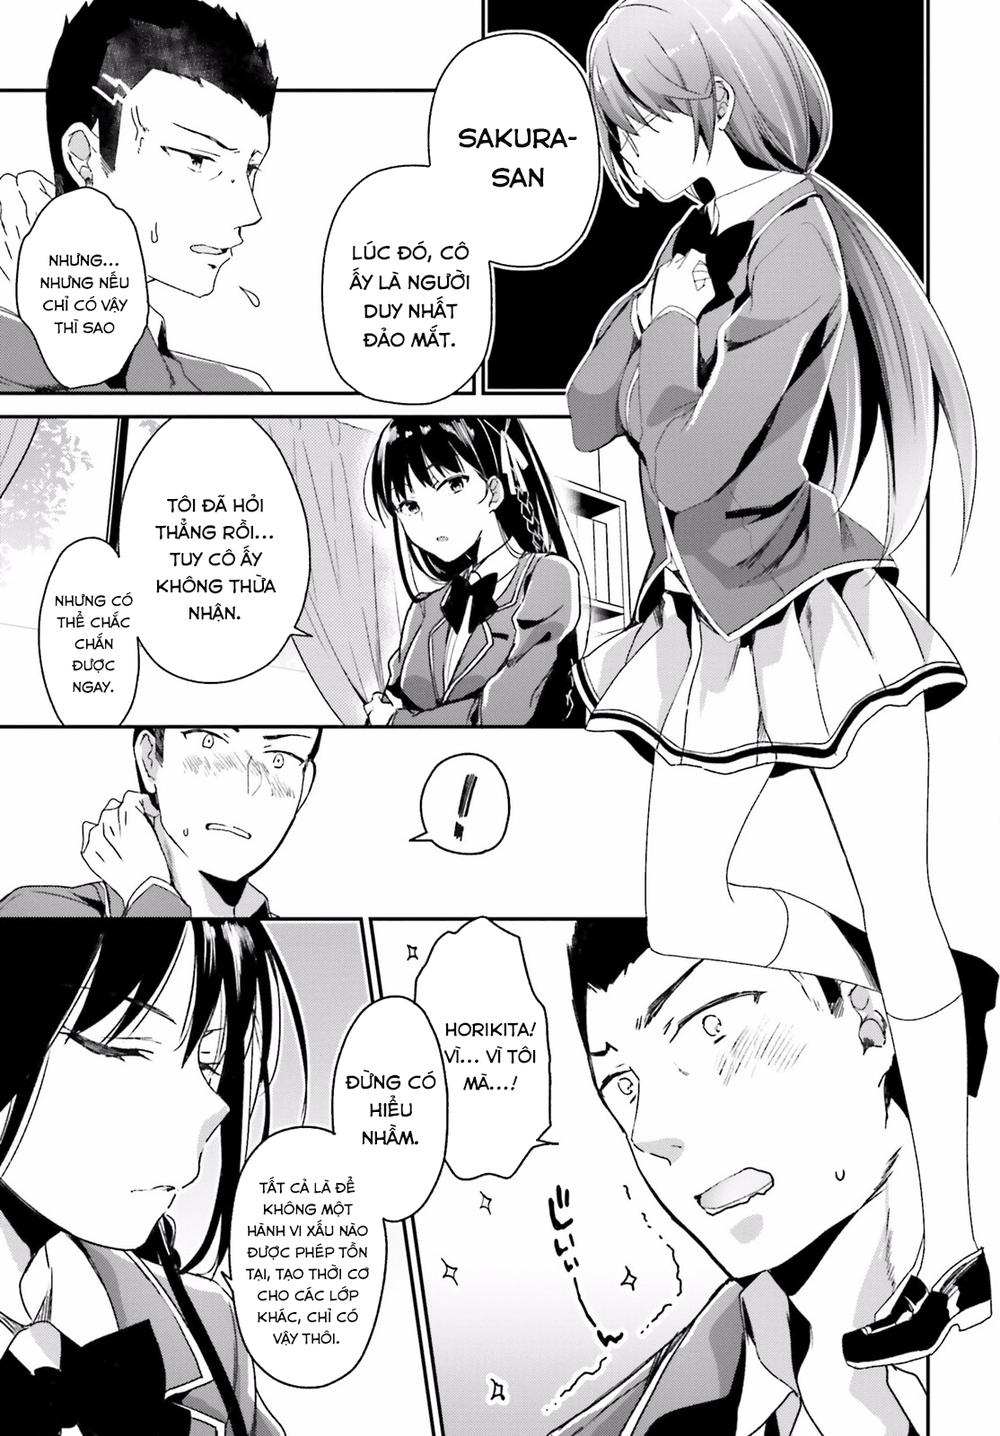 SAKURA-
SAN
LÚC ĐÓ, CÔ
ẤY LÀ NGƯỜI
DUY NHẤT
ĐẢO MẮT.
NHƯNG...
NHƯNG NẾU
CHỈ CÓ VẬY
THÌ SAO
TÔI ĐÃ HỎI
THẲNG RỒI...
TUY CÔ ẤY
KHÔNG THỪA
NHẬN.
NHƯNG CÓ
THỂ CHẮC
CHẮN
ĐƯỢC
NGAY.
!
HORIKITA!
VÌ... VÌ TÔI
MÀ...!
ĐỪNG CÓ
HIỂU
NHẦM.
TẤT CẢ LÀ ĐỂ
KHÔNG MỘT
HÀNH VI XẤU NÀO
ĐƯỢC PHÉP TỒN
TẠI, TẠO THỜI CƠ
CHO CÁC LỚP
KHÁC, CHỈ CÓ
VẬY THÔI.